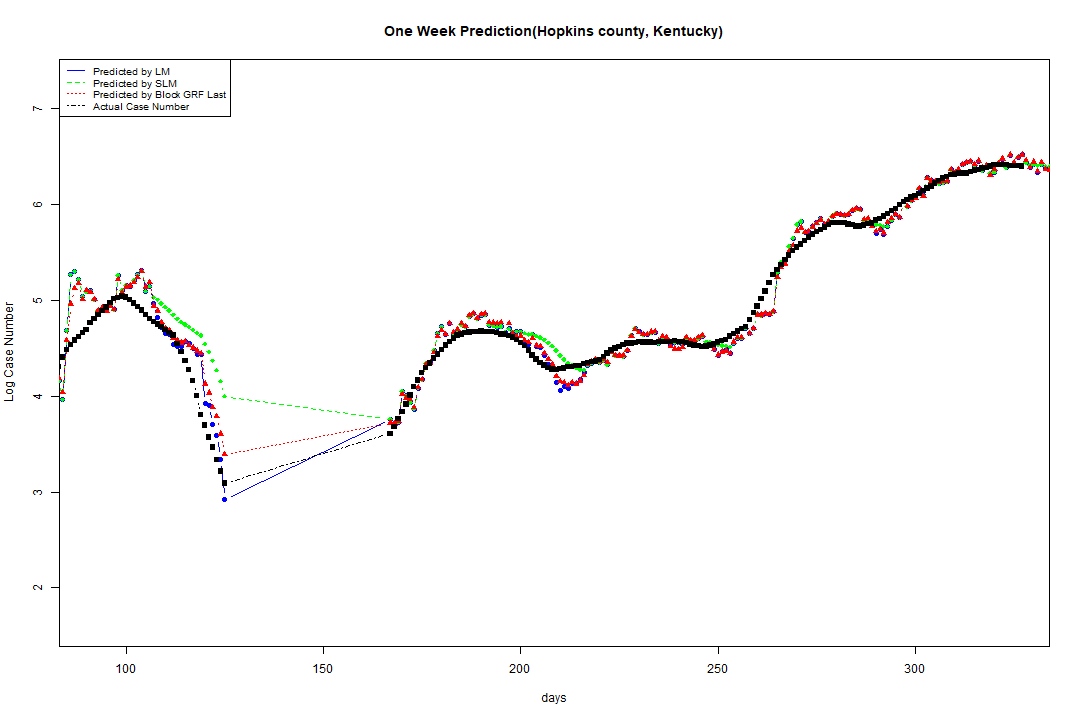 One Week Prediction(Hopkins county, Kentucky)
Predicted by LM
Predicted by SLM
Predicted by Block GRF Last
Actual Case Number
Log Case Number
7
6
5
4
3
2
100 150 200 250 300
days